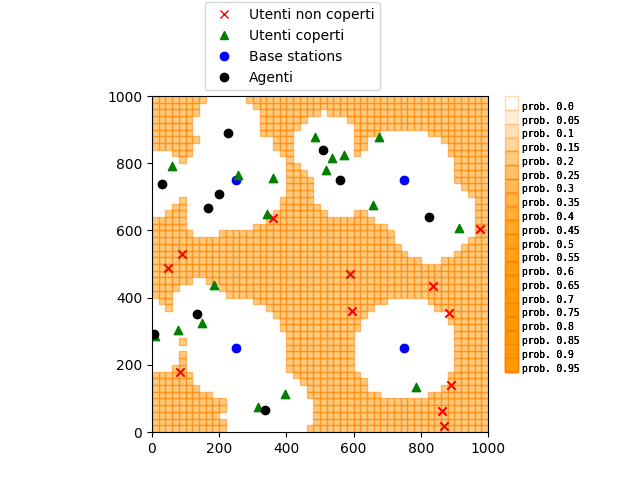 Utenti non coperti
Utenti coperti
Base stations
Agenti
1000
800
600
400
200
0
0
200
400
600
800
1000
prob. 0.0
prob. 0.05
prob. 0.1
prob. 0.15
prob. 0.2
prob. 0.25
prob. 0.3
prob. 0.35
prob. 0.4
prob. 0.45
prob. 0.5
prob. 0.55
prob. 0.6
prob. 0.65
prob. 0.7
prob. 0.75
prob. 0.8
prob. 0.85
prob. 0.9
prob. 0.95